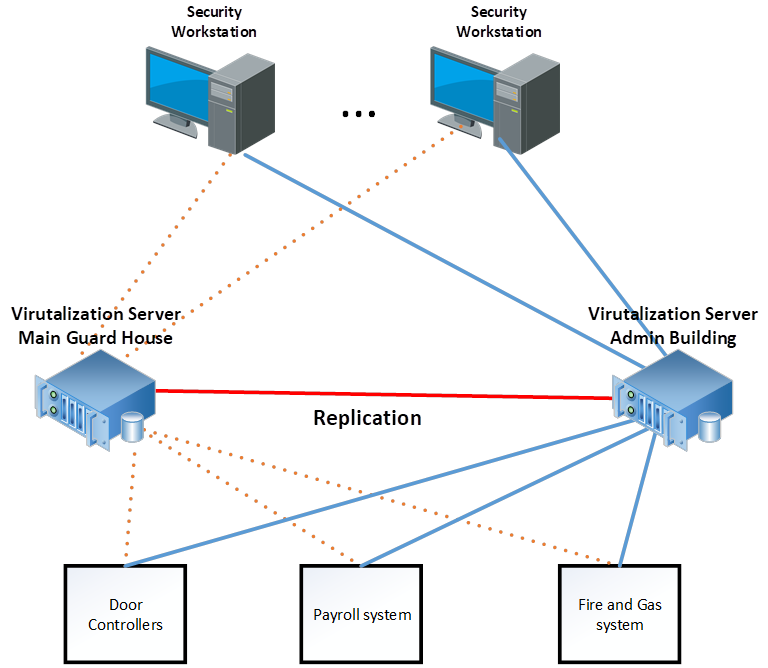 Security
Workstation
Security
Workstation
...
Virutalization Server
Main Guard House
Virutalization Server
Admin Building
Replication
Door
Controllers
Payroll system
Fire and Gas
system